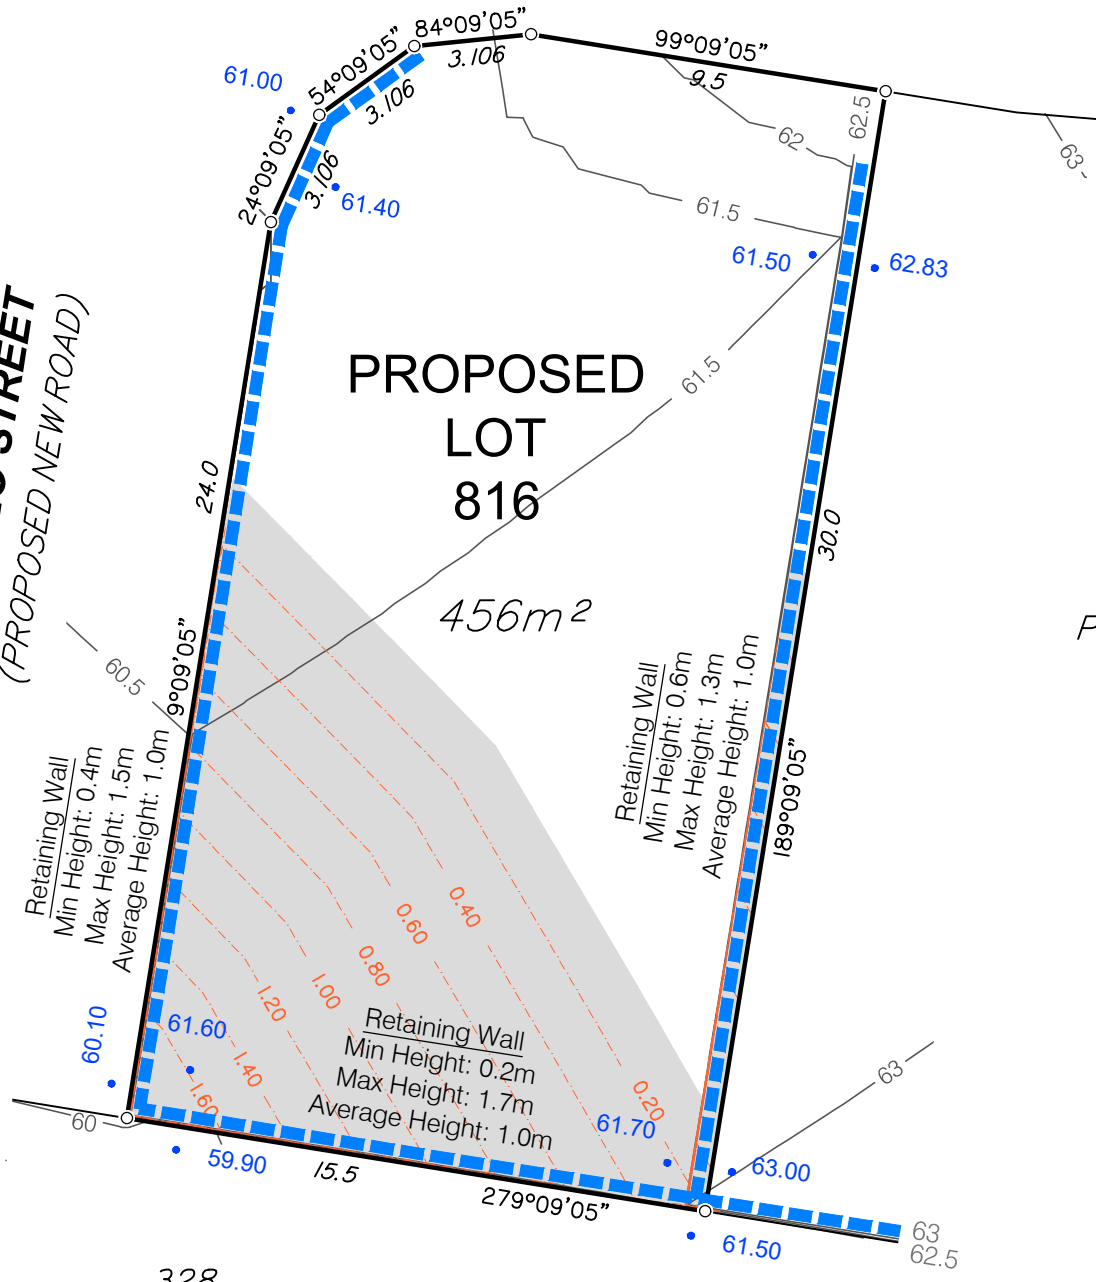 84°09'05"
3.106
99°09'05"
9.5
54°09'05"
3.106
61.00
24°09'05"
3.106
61.40
62.5
62
63
61.5
61.50
62.83
STREET
(PROPOSED NEW ROAD)
PROPOSED
LOT
816
61.5
456m²
24.0
30.0
9°09'05"
60.5
189°09'05"
Retaining Wall
Min Height: 0.4m
Max Height: 1.5m
Average Height: 1.0m
Retaining Wall
Min Height: 0.6m
Max Height: 1.3m
Average Height: 1.0m
0.40
0.60
0.80
1.00
1.20
1.40
1.60
0.20
Retaining Wall
Min Height: 0.2m
Max Height: 1.7m
Average Height: 1.0m
60.10
61.60
61.70
63
60
59.90
63.00
15.5
279°09'05"
61.50
63
62.5
328
P